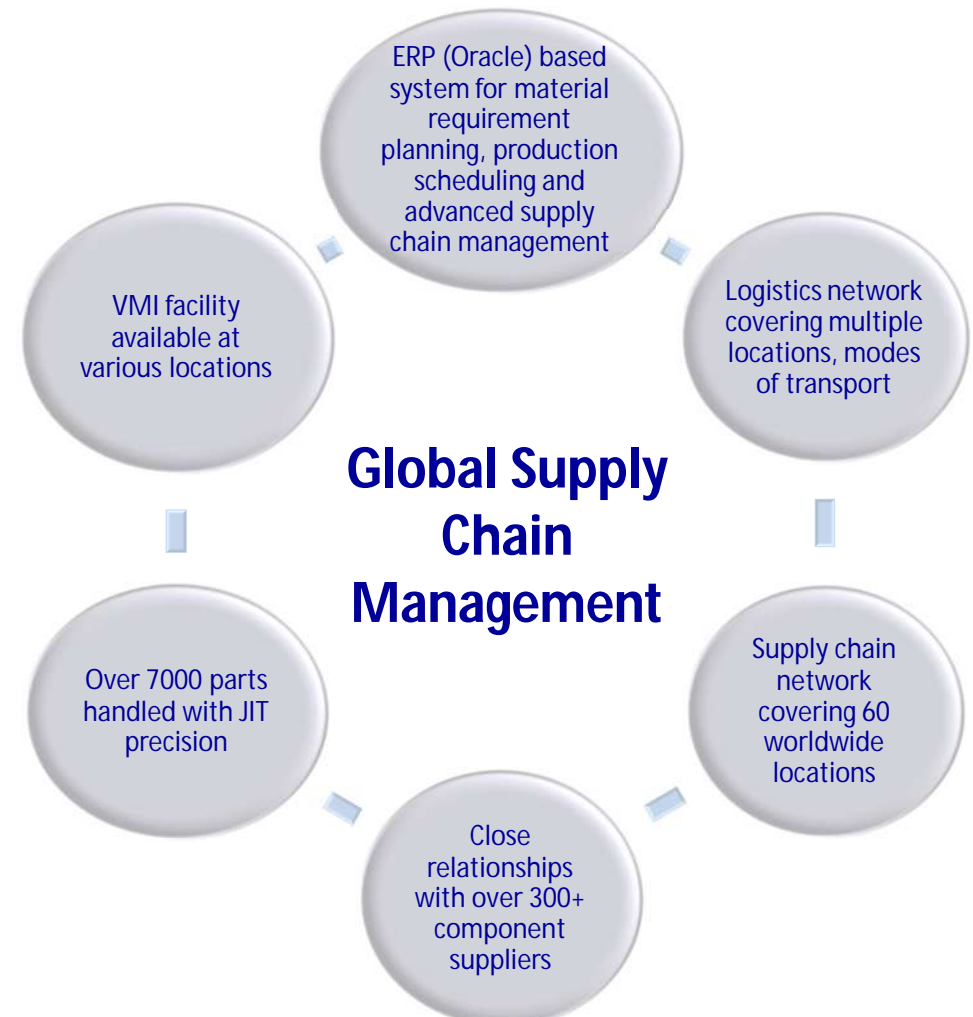 ERP (Oracle) based
system for material
requirement
planning, production
scheduling and
advanced supply
chain management
Logistics network
covering multiple
locations, modes
of transport
Supply chain
network
covering 60
worldwide
locations
Close
relationships
with over 300+
component
suppliers
Over 7000 parts
handled with JIT
precision
VMI facility
available at
various locations
Global Supply
Chain
Management